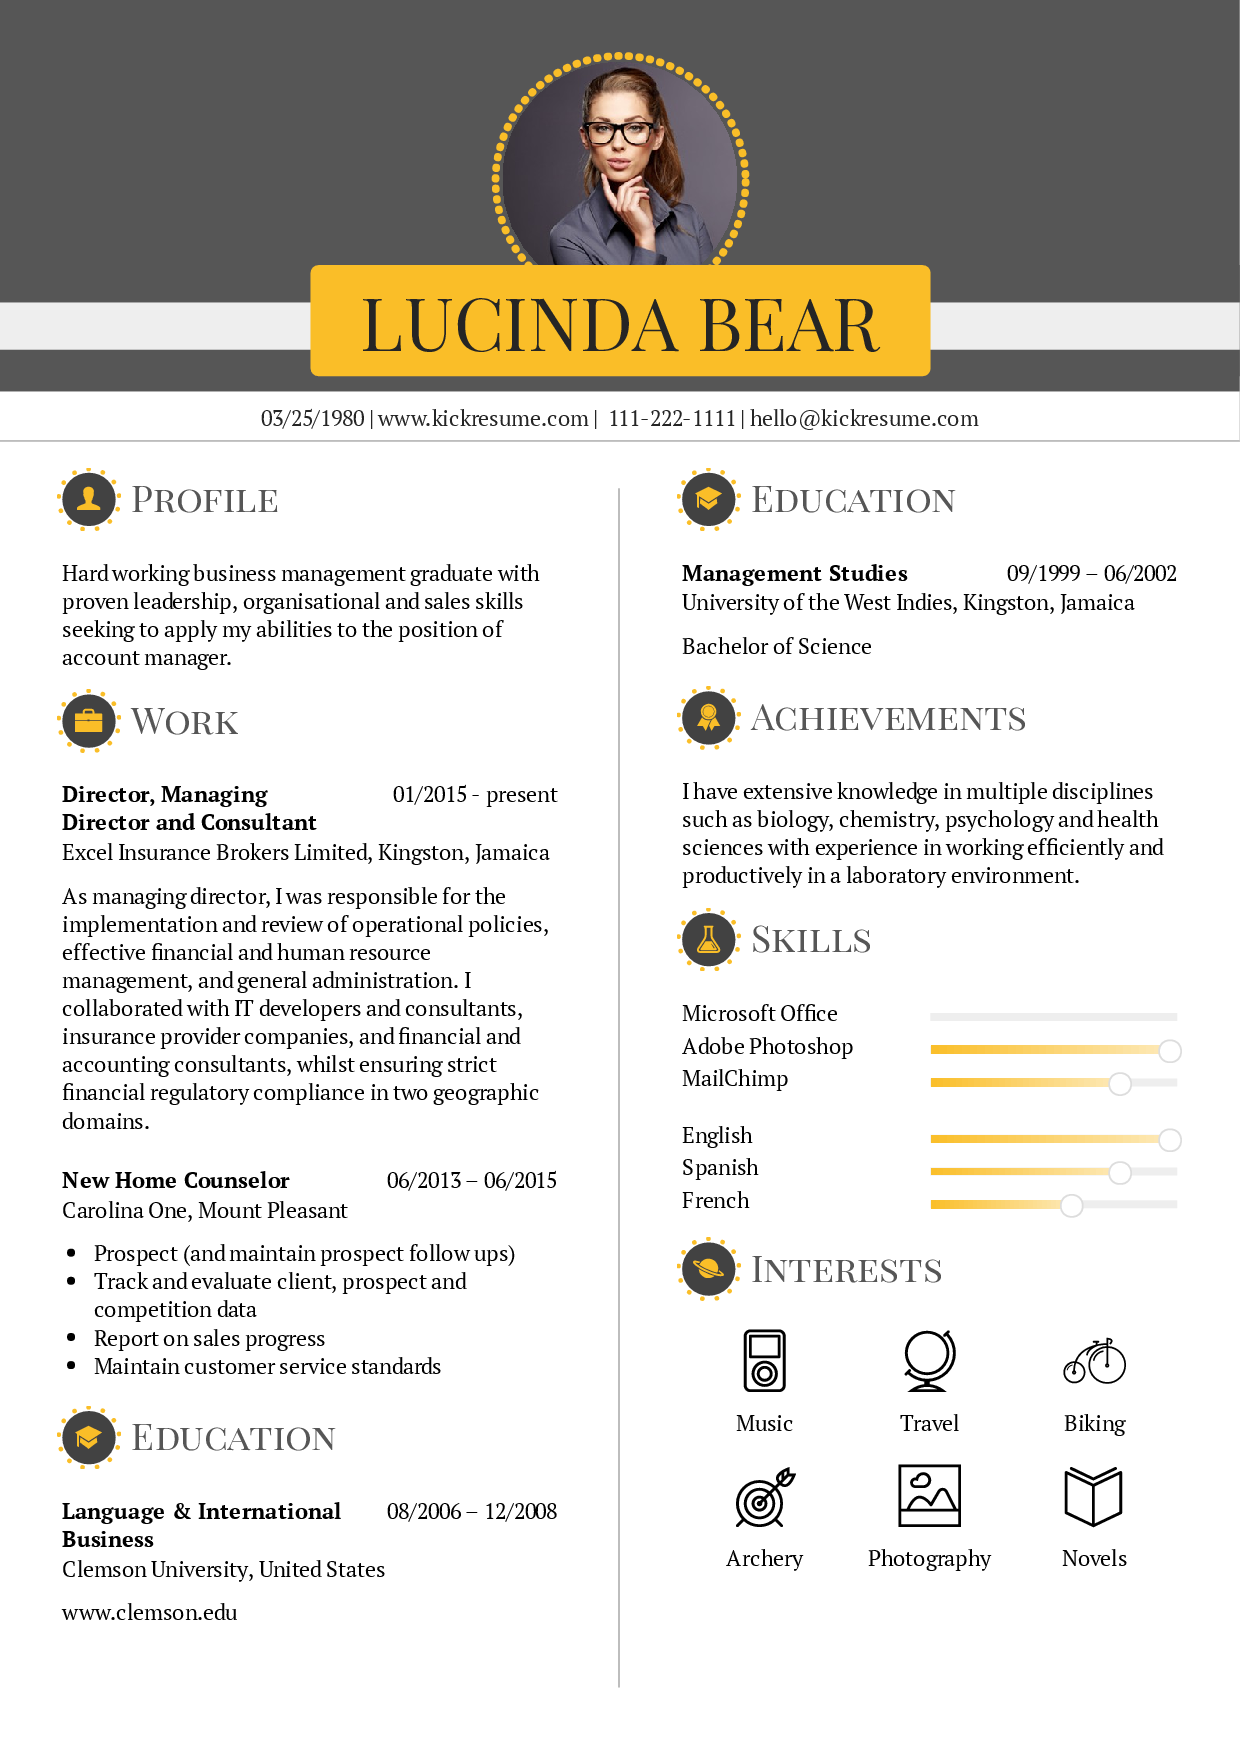 LUCINDA BEAR
03/25/1980 | www.kickresume.com | 111-222-1111 | hello@kickresume.com
PROFILE
Hard working business management graduate with
proven leadership, organisational and sales skills
seeking to apply my abilities to the position of
account manager.
WORK
Director, Managing 01/2015 - present
Director and Consultant
Excel Insurance Brokers Limited, Kingston, Jamaica
As managing director, I was responsible for the
implementation and review of operational policies,
effective financial and human resource
management, and general administration. I
collaborated with IT developers and consultants,
insurance provider companies, and financial and
accounting consultants, whilst ensuring strict
financial regulatory compliance in two geographic
domains.
New Home Counselor 06/2013 – 06/2015
Carolina One, Mount Pleasant
• Prospect (and maintain prospect follow ups)
• Track and evaluate client, prospect and
competition data
• Report on sales progress
• Maintain customer service standards
EDUCATION
Language & International 08/2006 – 12/2008
Business
Clemson University, United States
www.clemson.edu
EDUCATION
Management Studies 09/1999 – 06/2002
University of the West Indies, Kingston, Jamaica
Bachelor of Science
ACHIEVEMENTS
I have extensive knowledge in multiple disciplines
such as biology, chemistry, psychology and health
sciences with experience in working efficiently and
productively in a laboratory environment.
SKILLS
Microsoft Office
Adobe Photoshop
MailChimp
English
Spanish
French
INTERESTS
Music Travel Biking
Archery Photography Novels